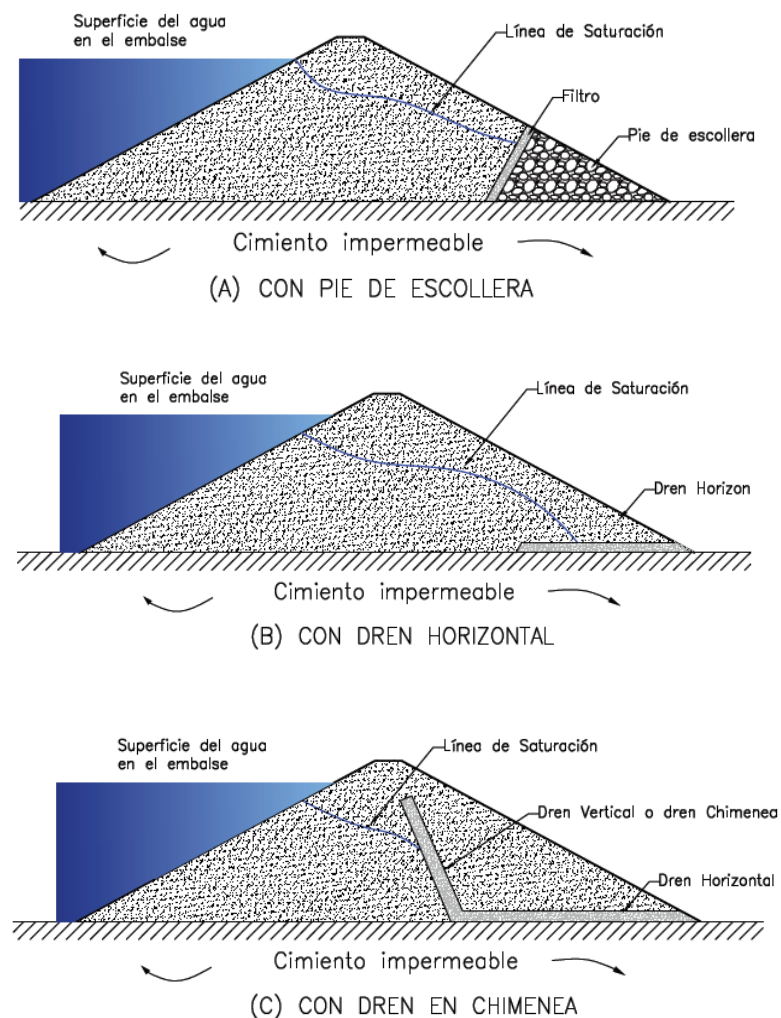 Superficie del agua
en el embalse
Línea de Saturación
Filtro
Pie de escollera
Cimiento impermeable
(A) CON PIE DE ESCOLLERA
Superficie del agua
en el embalse
Línea de Saturación
Dren Horizon
Cimiento impermeable
(B) CON DREN HORIZONTAL
Superficie del agua
en el embalse
Línea de Saturación
Dren Vertical o dren Chimenea
Dren Horizontal
Cimiento impermeable
(C) CON DREN EN CHIMENEA